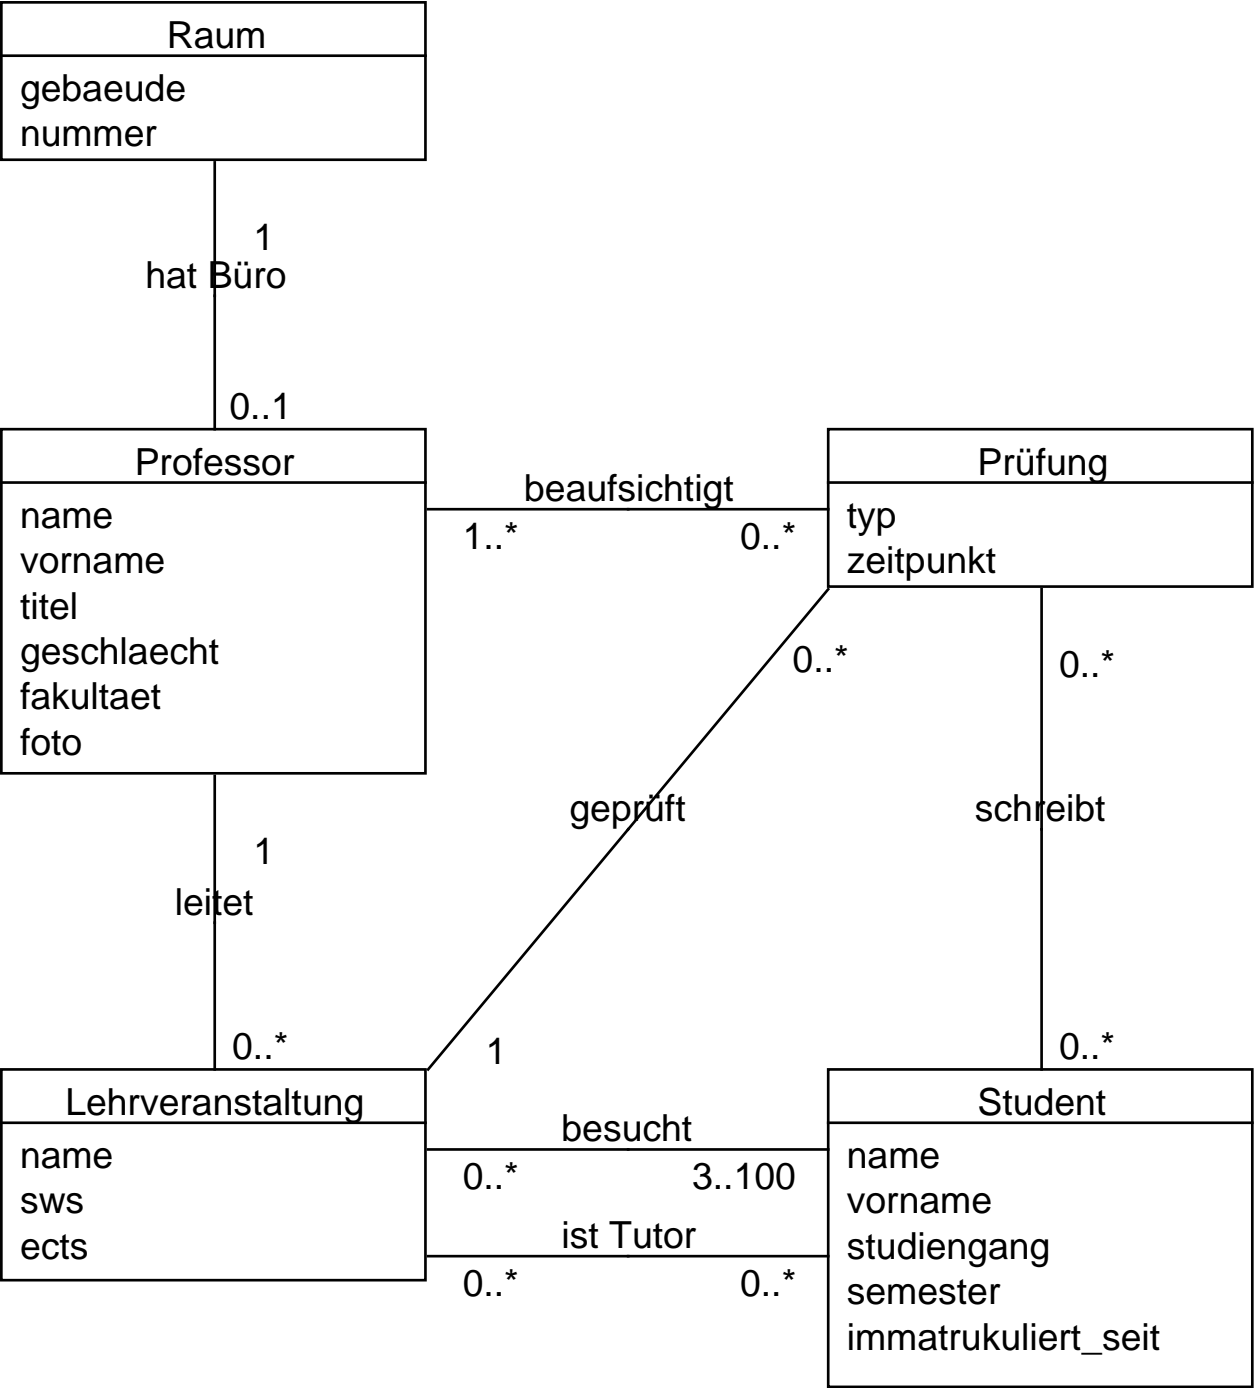 Raum
gebaeude
nummer
1
hat Büro
0..1
Professor
name
vorname
titel
geschlaecht
fakultaet
foto
beaufsichtigt
1..*
0..*
Prüfung
typ
zeitpunkt
0..*
0..*
geprüft
schreibt
1
leitet
0..*
1
0..*
Lehrveranstaltung
name
sws
ects
besucht
0..*
3..100
ist Tutor
0..*
0..*
Student
name
vorname
studiengang
semester
immatrukuliert_seit